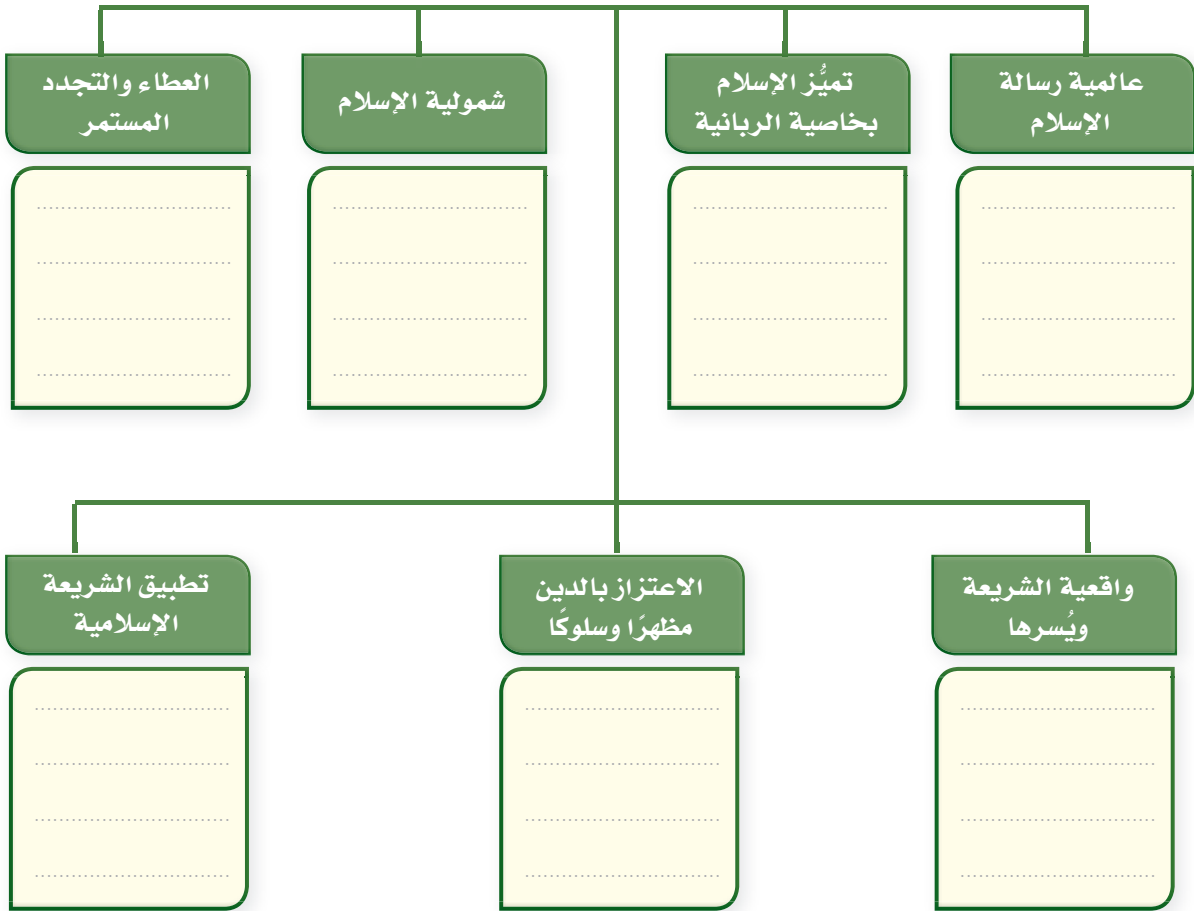 عالمية رسالة
الإسلام
تميُّز الإسلام
بخاصية الربانية
شمولية الإسلام
العطاء والتجدد
المستمر
واقعية الشريعة
ويُسرها
الاعتزاز بالدين
مظهرًا وسلوكًا
تطبيق الشريعة
الإسلامية